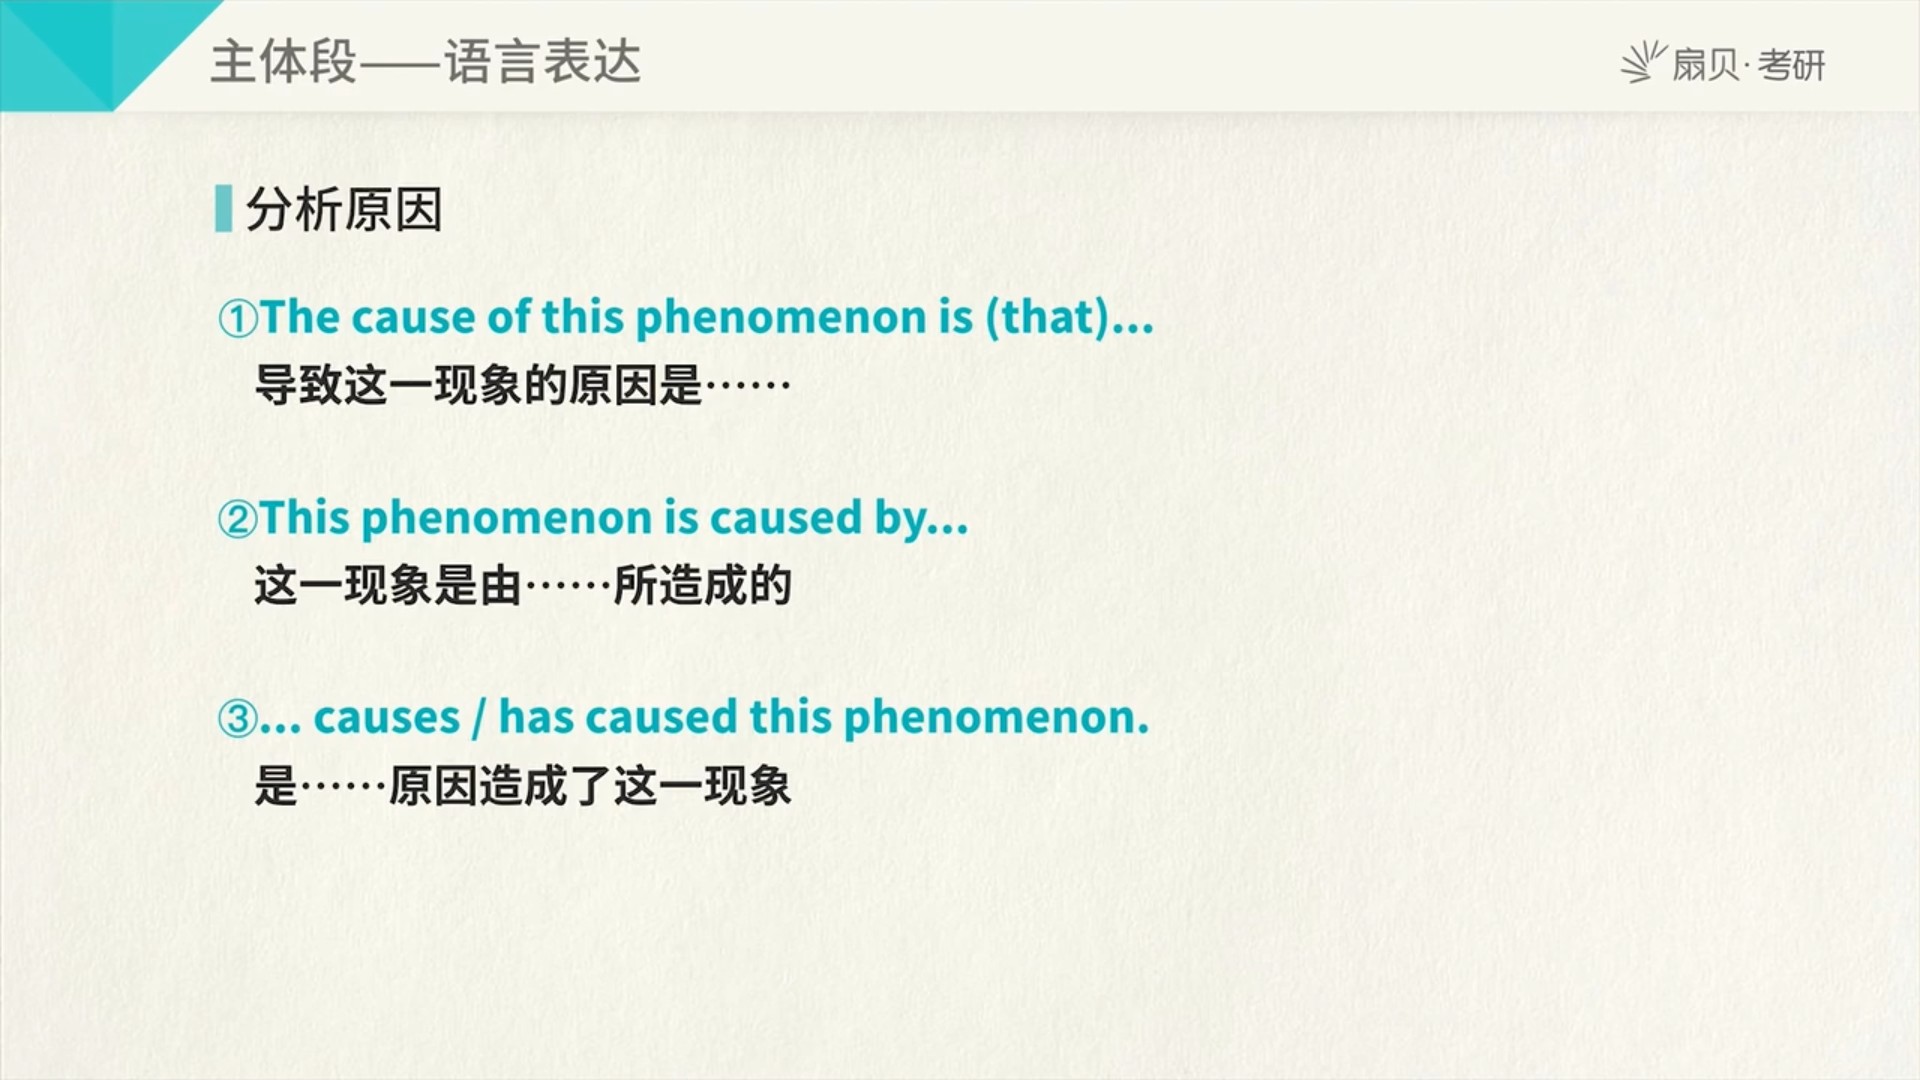 主体段——语言表达
扇贝·考研
分析原因
①The cause of this phenomenon is (that)...
导致这一现象的原因是……
②This phenomenon is caused by...
这一现象是由……所造成的
③... causes / has caused this phenomenon.
是……原因造成了这一现象